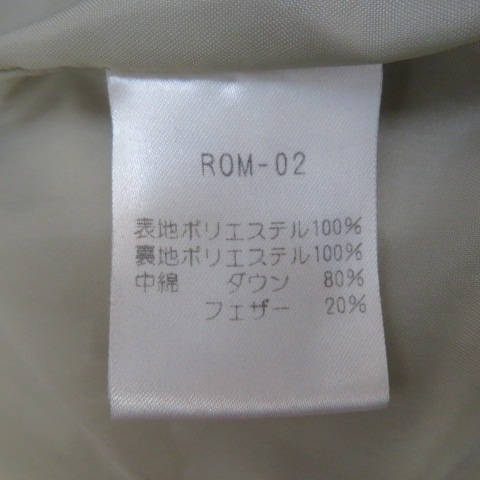 ROM-02
表地ポリエステル100%
裏地ポリエステル100%
中綿 ダウン 80%
フェザー 20%